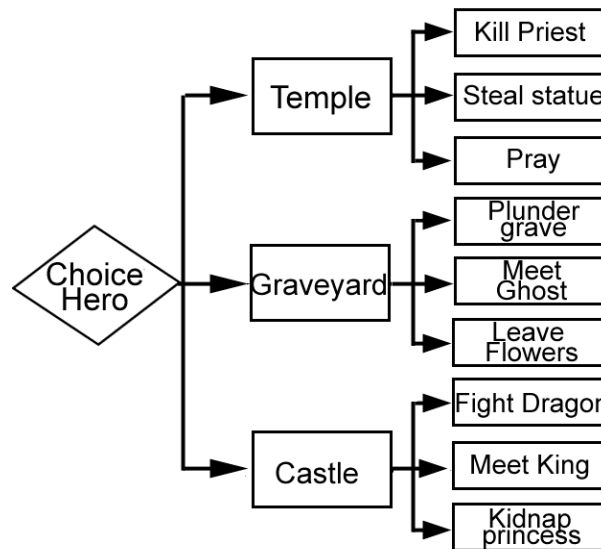 Kill Priest
Temple
Steal statue
Pray
Plunder
grave
Choice
Hero
Graveyard
Meet
Ghost
Leave
Flowers
Fight Dragon
Castle
Meet King
Kidnap
princess